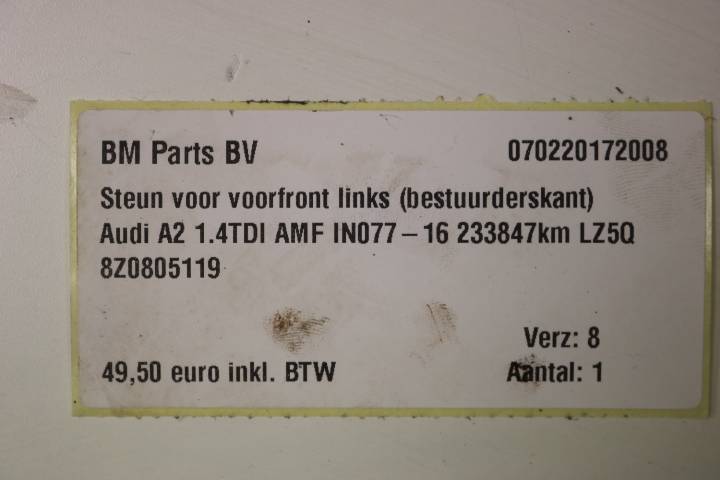 BM Parts BV 070220172008
Steun voor voorfront links (bestuurderskant)
Audi A2 1.4TDI AMF IN077-16 233847km LZ5Q
8Z0805119
Verz: 8
49,50 euro inkl. BTW Aantal: 1